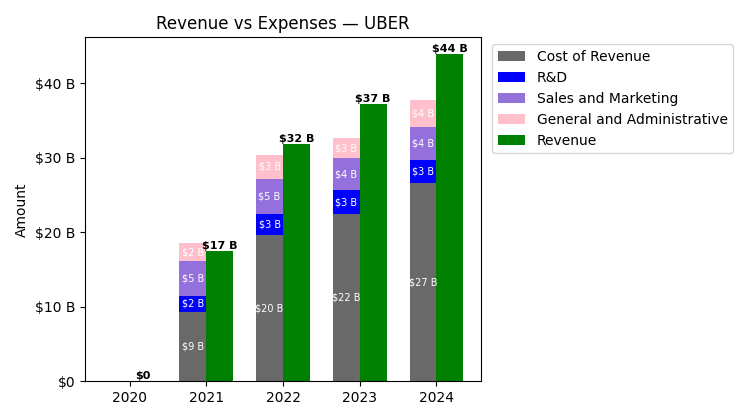 Revenue vs Expenses — UBER
Cost of Revenue
R&D
Sales and Marketing
General and Administrative
Revenue
Amount
$40 B
$30 B
$20 B
$10 B
$0
$0
$9 B
$2 B
$5 B
$2 B
$17 B
$20 B
$3 B
$5 B
$3 B
$32 B
$22 B
$3 B
$4 B
$3 B
$37 B
$27 B
$3 B
$4 B
$4 B
$44 B
2020 2021 2022 2023 2024